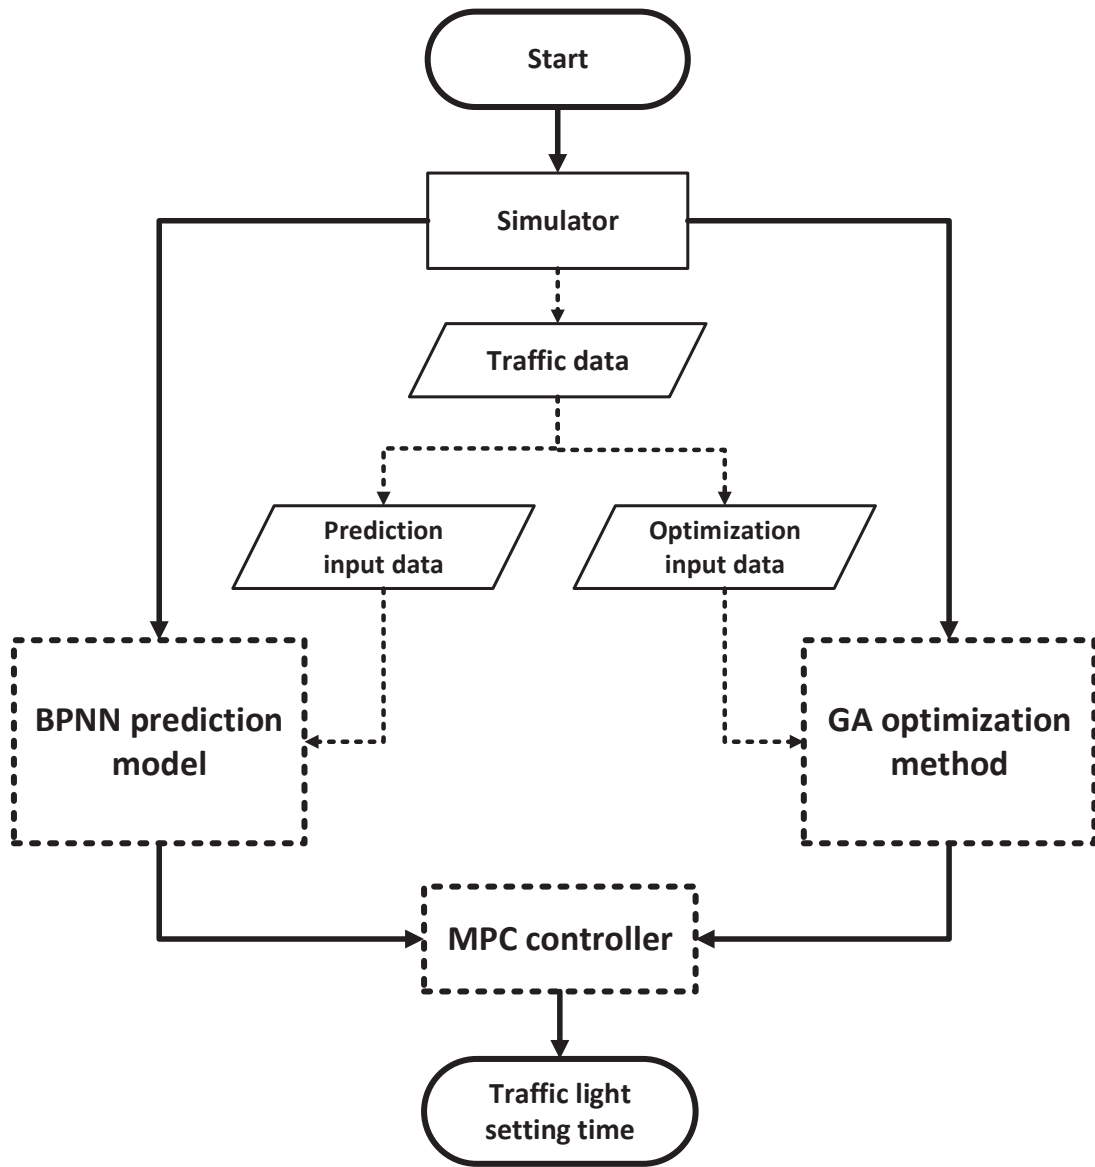 Start
Simulator
Traffic data
Prediction
input data
Optimization
input data
BPNN prediction
model
GA optimization
method
MPC controller
Traffic light
setting time